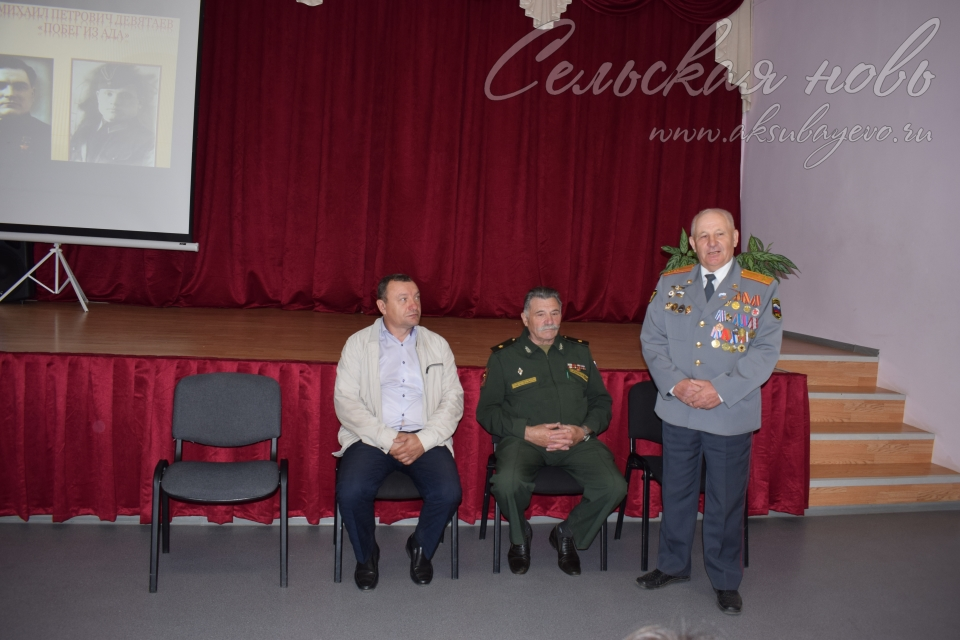 МИХАИЛ ПЕТРОВИЧ ДЕВЯТАЕВ
«ПОБЕГ ИЗ АДА»
Сельская новь
www.aksubayevo.ru